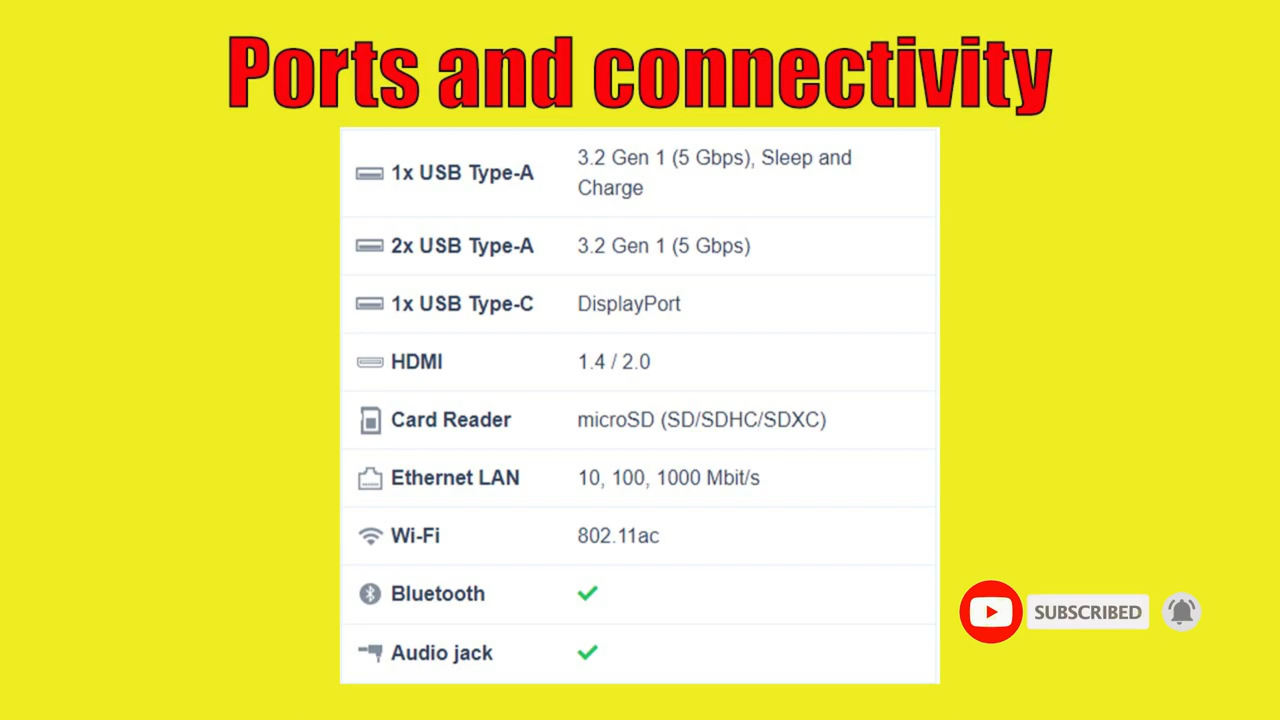 Ports and connectivity
1x USB Type-A 3.2 Gen 1 (5 Gbps), Sleep and
Charge
2x USB Type-A 3.2 Gen 1 (5 Gbps)
1x USB Type-C DisplayPort
HDMI 1.4 / 2.0
Card Reader microSD (SD/SDHC/SDXC)
Ethernet LAN 10, 100, 1000 Mbit/s
Wi-Fi 802.11ac
Bluetooth
SUBSCRIBED
Audio jack